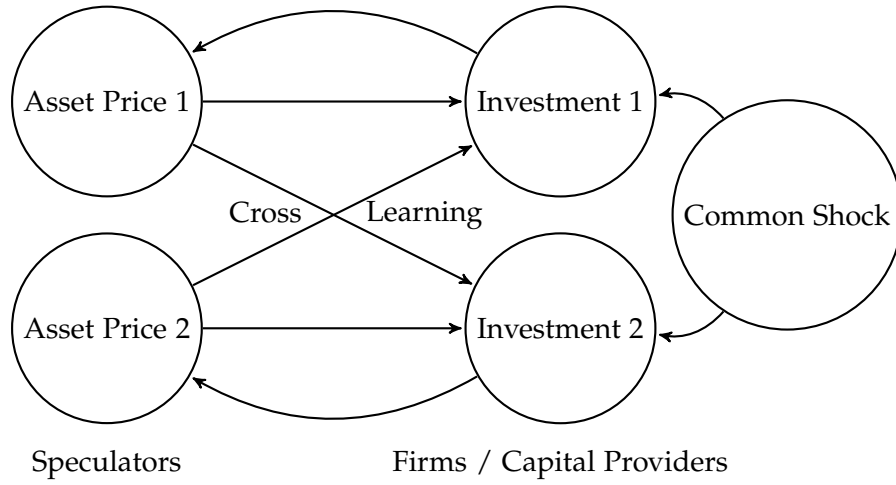 Asset Price 1
Investment 1
Common Shock
Cross
Learning
Asset Price 2
Investment 2
Speculators
Firms / Capital Providers